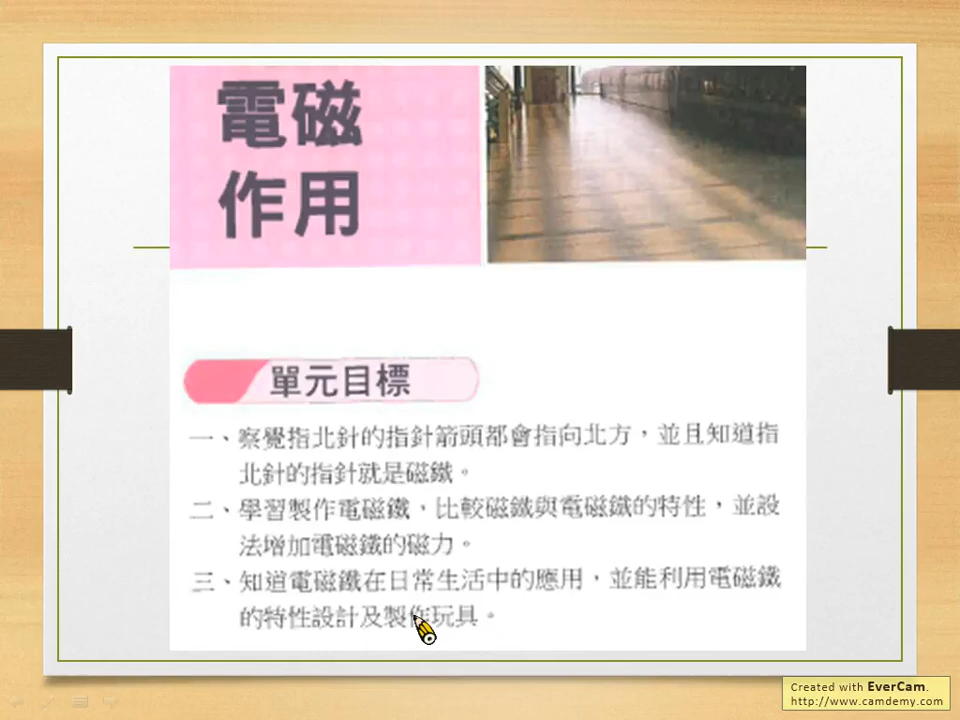 電磁
作用
單元目標
一、察覺指北針的指針箭頭都會指向北方，並且知道指
北針的指針就是磁鐵。
二、學習製作電磁鐵，比較磁鐵與電磁鐵的特性，並設
法增加電磁鐵的磁力。
三、知道電磁鐵在日常生活中的應用，並能利用電磁鐵
的特性設計及製作玩具。
Created with EverCam.
http://www.camdemy.com